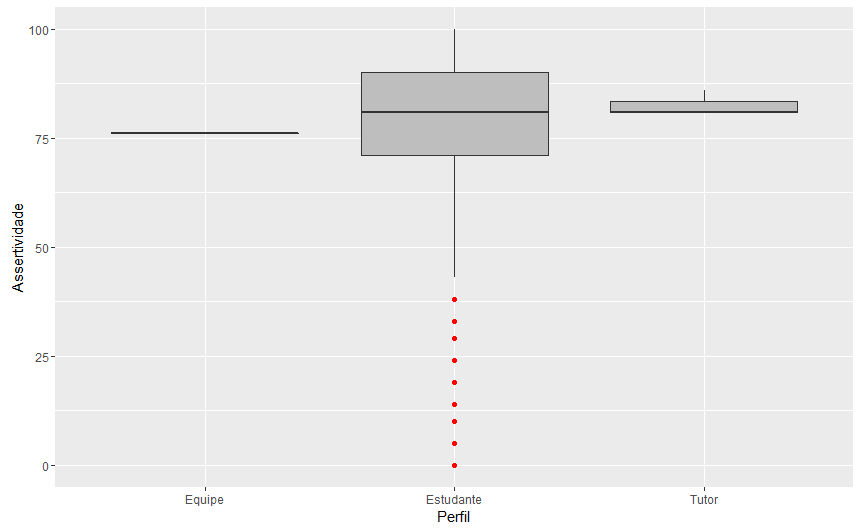 100
75
50
25
0
Assertividade
Equipe
Estudante
Tutor
Perfil